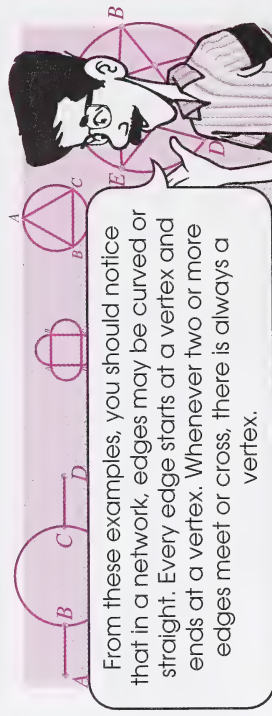 A
B
C
D
A
B
C
E
B
D
From these examples, you should notice
that in a network, edges may be curved or
straight. Every edge starts at a vertex and
ends at a vertex. Whenever two or more
edges meet or cross, there is always a
vertex.